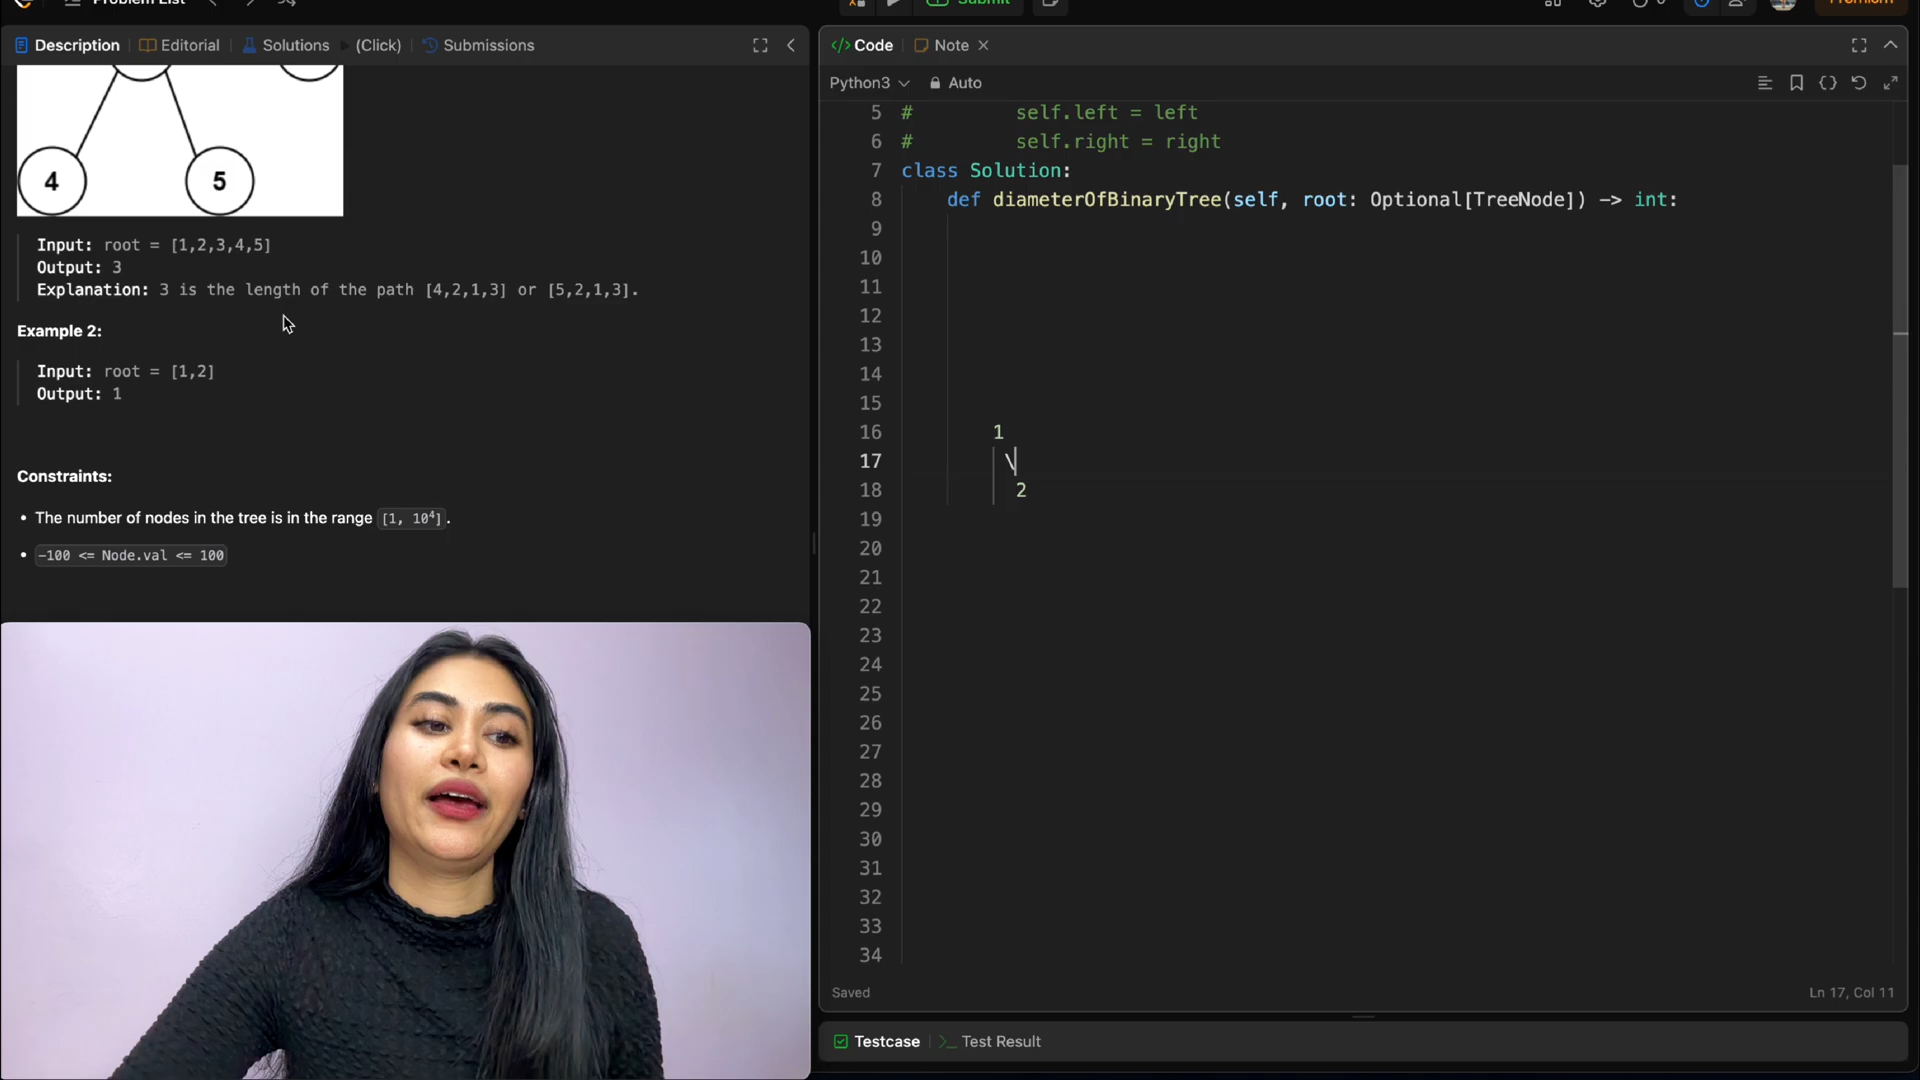 Problem List
Submit
Premium
Description
Editorial
Solutions
(Click)
Submissions
4
5
Input: root = [1,2,3,4,5]
Output: 3
Explanation: 3 is the length of the path [4,2,1,3] or [5,2,1,3].
Example 2:
Input: root = [1,2]
Output: 1
Constraints:
• The number of nodes in the tree is in the range [1, 10⁴].
• -100 <= Node.val <= 100
</> Code
Note
Python3
Auto
5 # self.left = left
6 # self.right = right
7 class Solution:
8 def diameterOfBinaryTree(self, root: Optional[TreeNode]) -> int:
9
10
11
12
13
14
15
16 1
17 \
18 2
19
20
21
22
23
24
25
26
27
28
29
30
31
32
33
34
Saved
Ln 17, Col 11
Testcase
Test Result